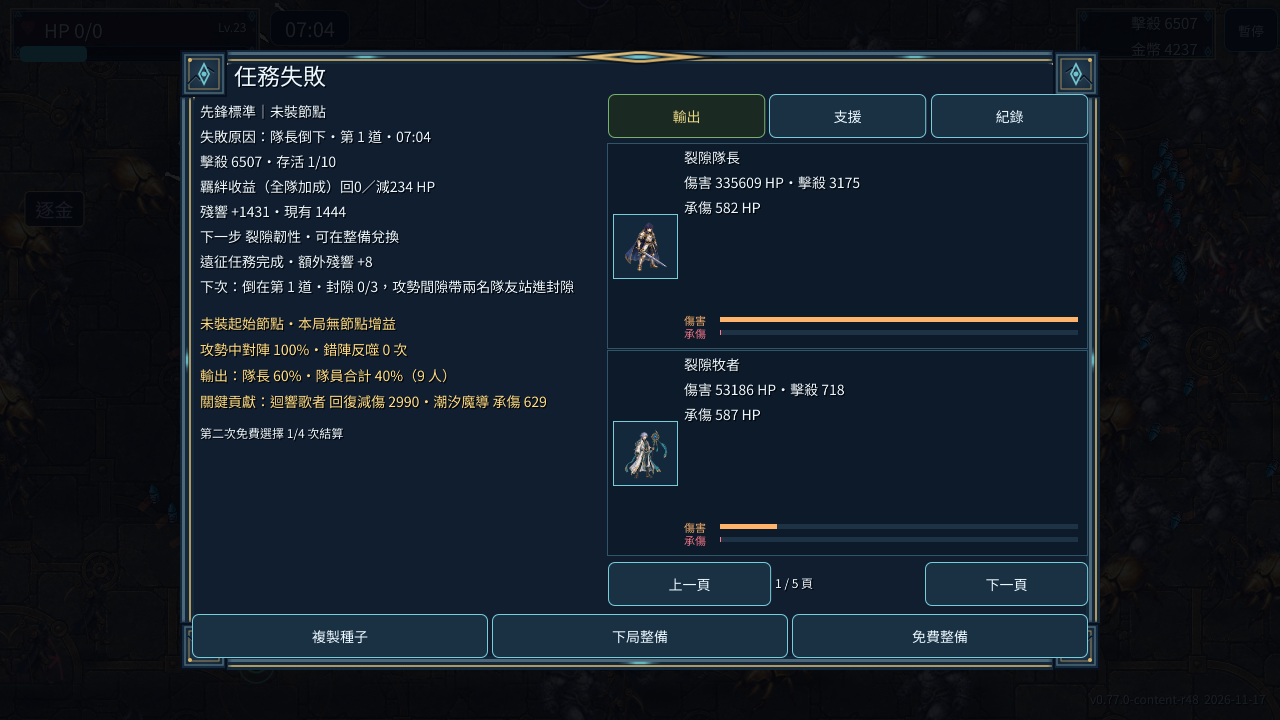 HP 0/0
Lv.23
07:04
擊殺 6507
金幣 4237
暫停
逐金
任務失敗
先鋒標準｜未裝節點
失敗原因：隊長倒下・第 1 道・07:04
擊殺 6507・存活 1/10
羈絆收益（全隊加成）回0／減234 HP
殘響 +1431・現有 1444
下一步 裂隙韌性・可在整備兌換
遠征任務完成・額外殘響 +8
下次：倒在第 1 道・封隙 0/3，攻勢間隙帶兩名隊友站進封隙
未裝起始節點・本局無節點增益
攻勢中對陣 100%・錯陣反噬 0 次
輸出：隊長 60%・隊員合計 40%（9 人）
關鍵貢獻：迴響歌者 回復減傷 2990・潮汐魔導 承傷 629
第二次免費選擇 1/4 次結算
輸出
支援
紀錄
裂隙隊長
傷害 335609 HP・擊殺 3175
承傷 582 HP
傷害
承傷
裂隙牧者
傷害 53186 HP・擊殺 718
承傷 587 HP
傷害
承傷
上一頁
1 / 5 頁
下一頁
複製種子
下局整備
免費整備
v0.77.0-content-r48 2026-11-17